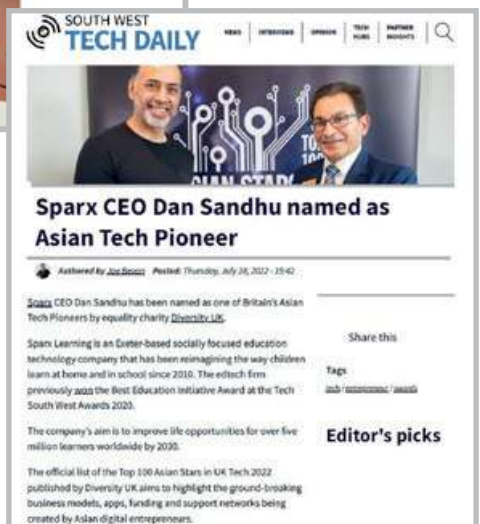 SOUTH WEST
TECH DAILY
NEWS
INTERVIEWS
OPINION
TECH
HUBS
PARTNER
INSIGHTS
ASIAN STARS
TO
100
Sparx CEO Dan Sandhu named as
Asian Tech Pioneer
Authored by Joe Bevan Posted: Thursday, July 28, 2022 - 15:42
Sparx CEO Dan Sandhu has been named as one of Britain's Asian
Tech Pioneers by equality charity Diversity UK.
Sparx Learning is an Exeter-based socially focused education
technology company that has been reimagining the way children
learn at home and in school since 2010. The edtech firm
previously won the Best Education Initiative Award at the Tech
South West Awards 2020.
The company's aim is to improve life opportunities for over five
million learners worldwide by 2030.
The official list of the Top 100 Asian Stars in UK Tech 2022
published by Diversity UK aims to highlight the ground-breaking
business models, apps, funding and support networks being
created by Asian digital entrepreneurs.
Share this
Tags
tech / entrepreneur / awards
Editor's picks